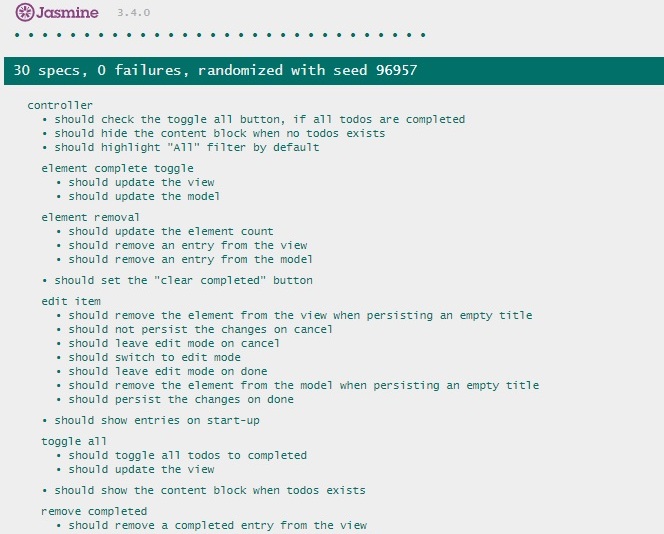 Jasmine 3.4.0
• • • • • • • • • • • • • • • • • • • • • • • • • • • • • •
30 specs, 0 failures, randomized with seed 96957
controller
• should check the toggle all button, if all todos are completed
• should hide the content block when no todos exists
• should highlight "All" filter by default
element complete toggle
• should update the view
• should update the model
element removal
• should update the element count
• should remove an entry from the view
• should remove an entry from the model
• should set the "clear completed" button
edit item
• should remove the element from the view when persisting an empty title
• should not persist the changes on cancel
• should leave edit mode on cancel
• should switch to edit mode
• should leave edit mode on done
• should remove the element from the model when persisting an empty title
• should persist the changes on done
• should show entries on start-up
toggle all
• should toggle all todos to completed
• should update the view
• should show the content block when todos exists
remove completed
• should remove a completed entry from the view